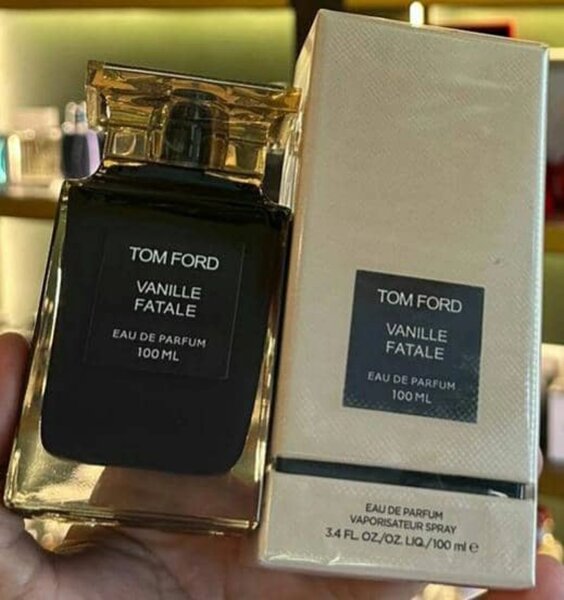 TOM FORD
VANILLE
FATALE
EAU DE PARFUM
100 ML
TOM FORD
VANILLE
FATALE
EAU DE PARFUM
100 ML
EAU DE PARFUM
VAPORISATEUR SPRAY
3.4 FL. OZ./OZ. LIQ./100 ml e